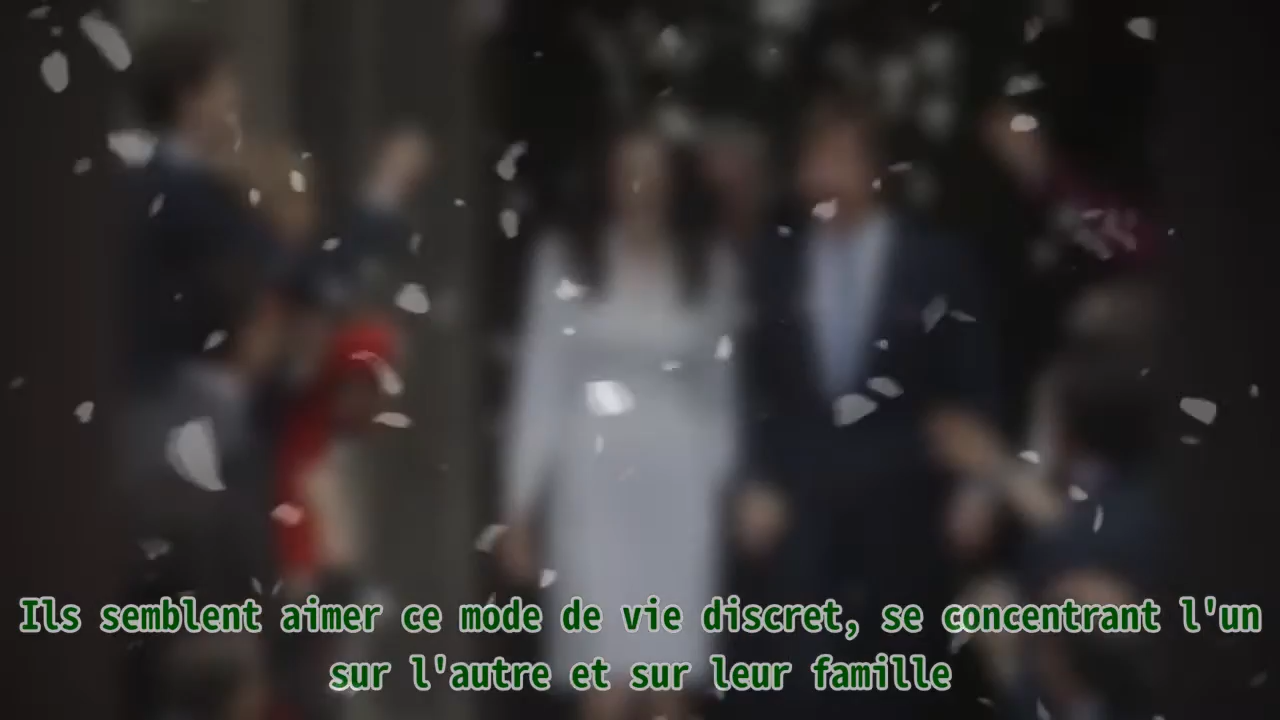 Ils semblent aimer ce mode de vie discret, se concentrant l'un
sur l'autre et sur leur famille